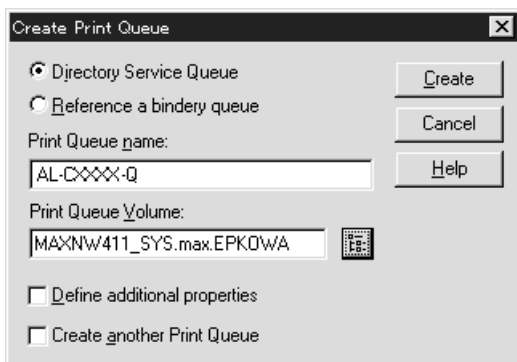 Create Print Queue
Directory Service Queue
Reference a bindery queue
Print Queue name:
AL-CXXXX-Q
Print Queue Volume:
MAXNW411_SYS.max.EPKOWA
Define additional properties
Create another Print Queue
Create
Cancel
Help